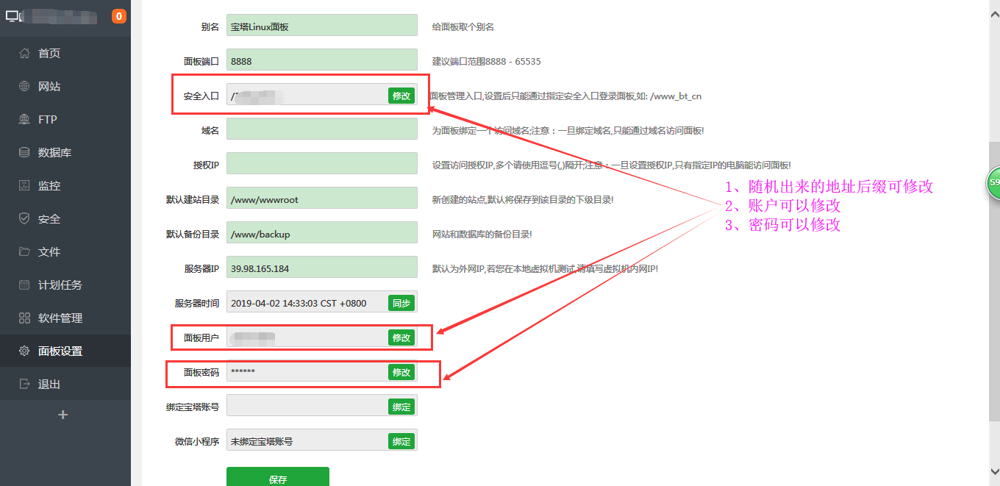 0
首页
网站
FTP
数据库
监控
安全
文件
计划任务
软件管理
面板设置
退出
+
别名 宝塔Linux面板 给面板取个别名
面板端口 8888 建议端口范围8888 - 65535
安全入口 / 修改 面板管理入口,设置后只能通过指定安全入口登录面板,如: /www_bt_cn
域名 为面板绑定一个访问域名;注意：一旦绑定域名,只能通过域名访问面板!
授权IP 设置访问授权IP,多个请使用逗号(,)隔开;注意：一旦设置授权IP,只有指定IP的电脑能访问面板!
默认建站目录 /www/wwwroot 新创建的站点,默认将保存到该目录的下级目录!
默认备份目录 /www/backup 网站和数据库的备份目录!
服务器IP 39.98.165.184 默认为外网IP,若您在本地虚拟机测试,请填写虚拟机内网IP!
服务器时间 2019-04-02 14:33:03 CST +0800 同步
面板用户 修改
面板密码 ****** 修改
绑定宝塔账号 绑定
微信小程序 未绑定宝塔账号 绑定
保存
1、随机出来的地址后缀可修改
2、账户可以修改
3、密码可以修改